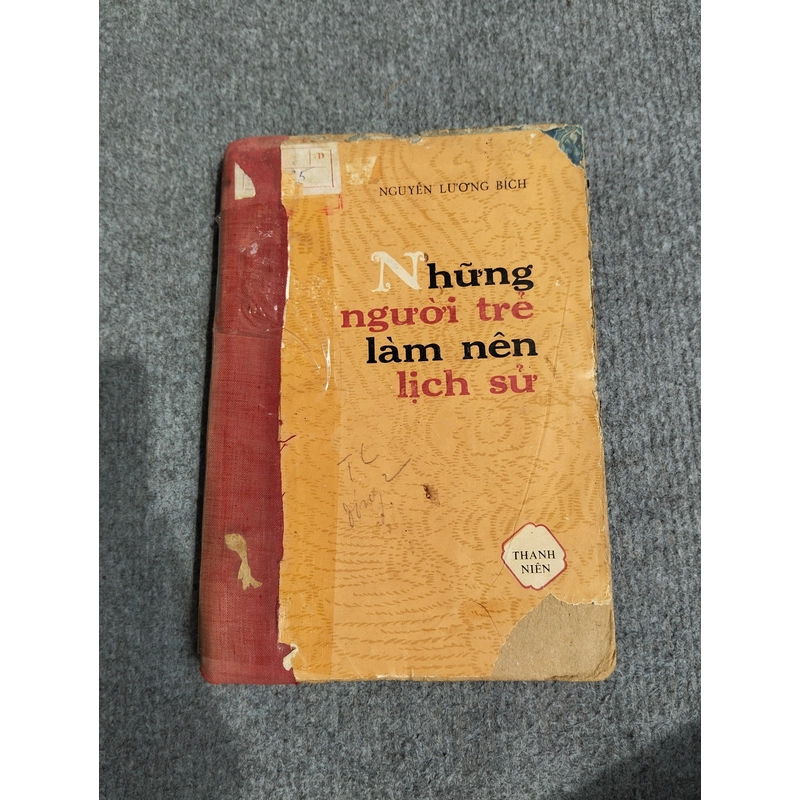 NGUYỄN LƯƠNG BÍCH
Những
người trẻ
làm nên
lịch sử
THANH
NIÊN